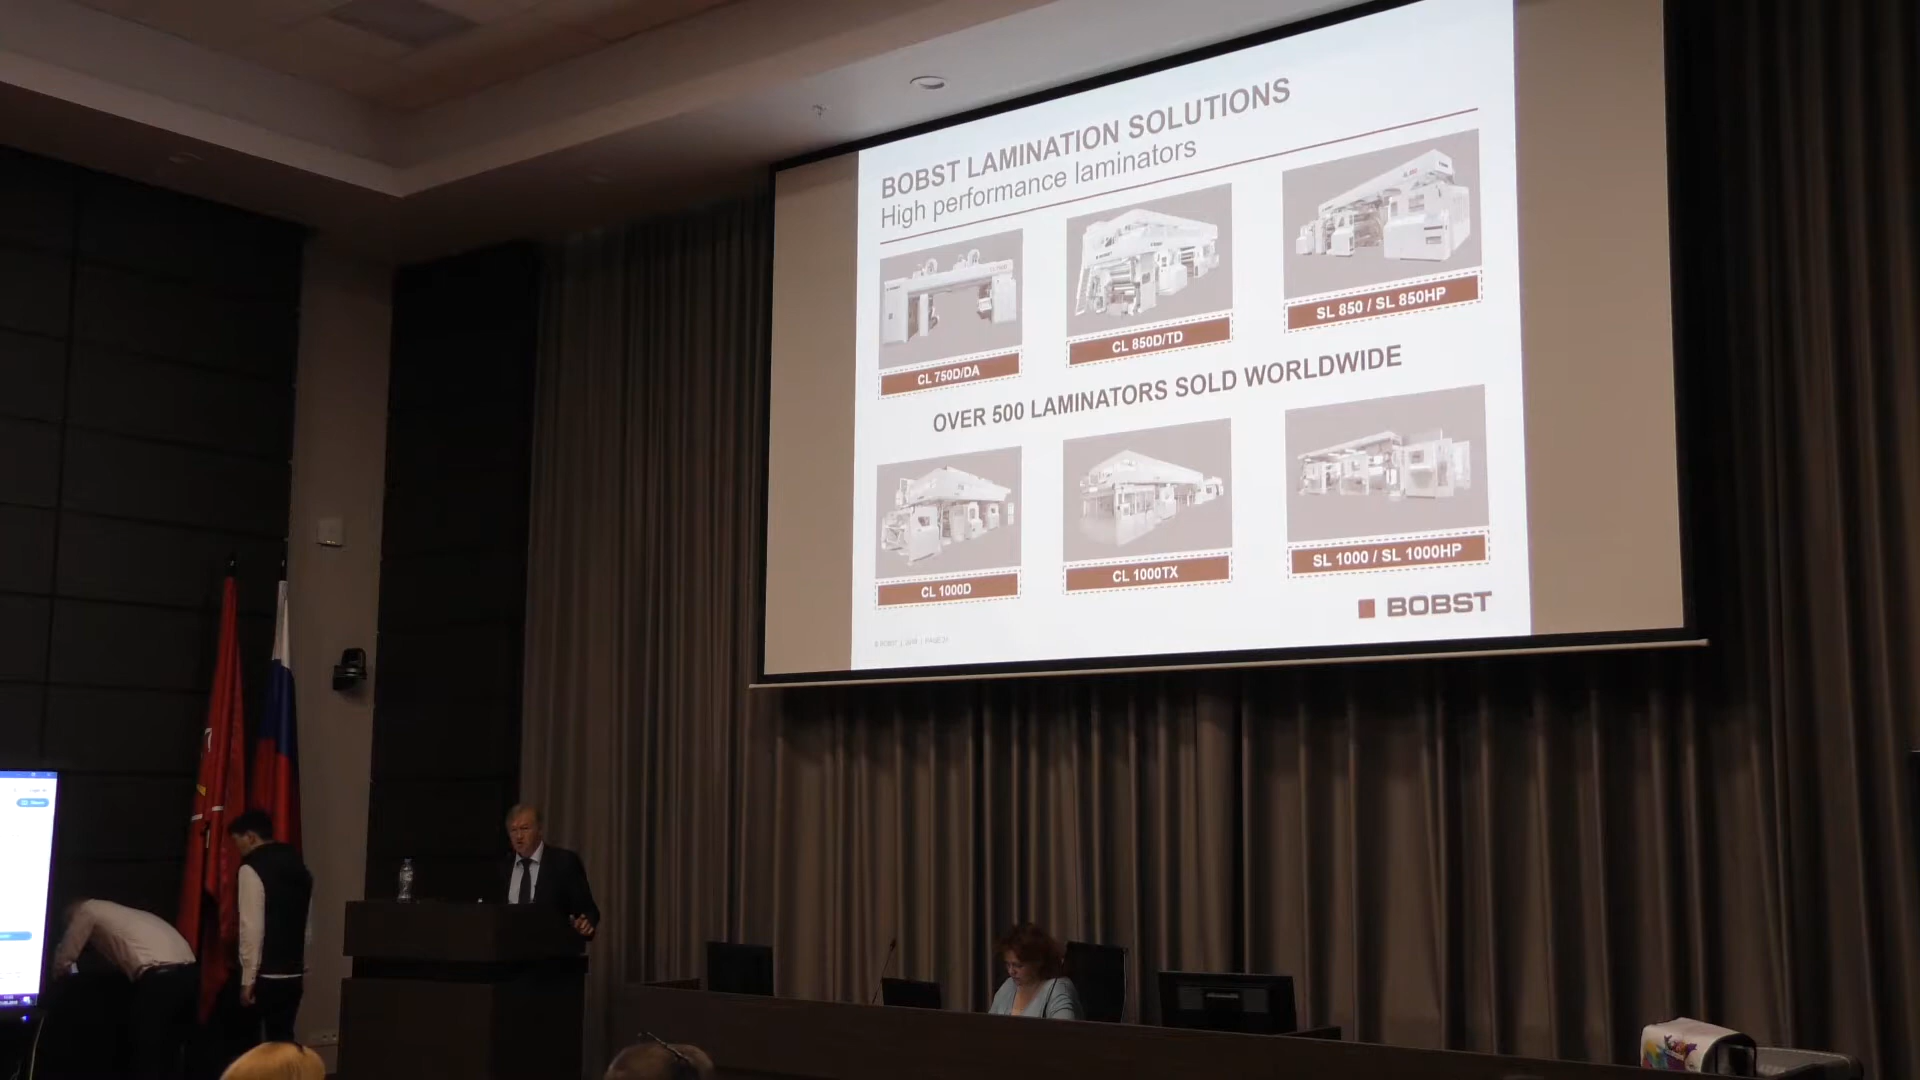 BOBST LAMINATION SOLUTIONS
High performance laminators
CL 750D/DA
CL 850D/TD
SL 850 / SL 850HP
OVER 500 LAMINATORS SOLD WORLDWIDE
CL 1000D
CL 1000TX
SL 1000 / SL 1000HP
BOBST